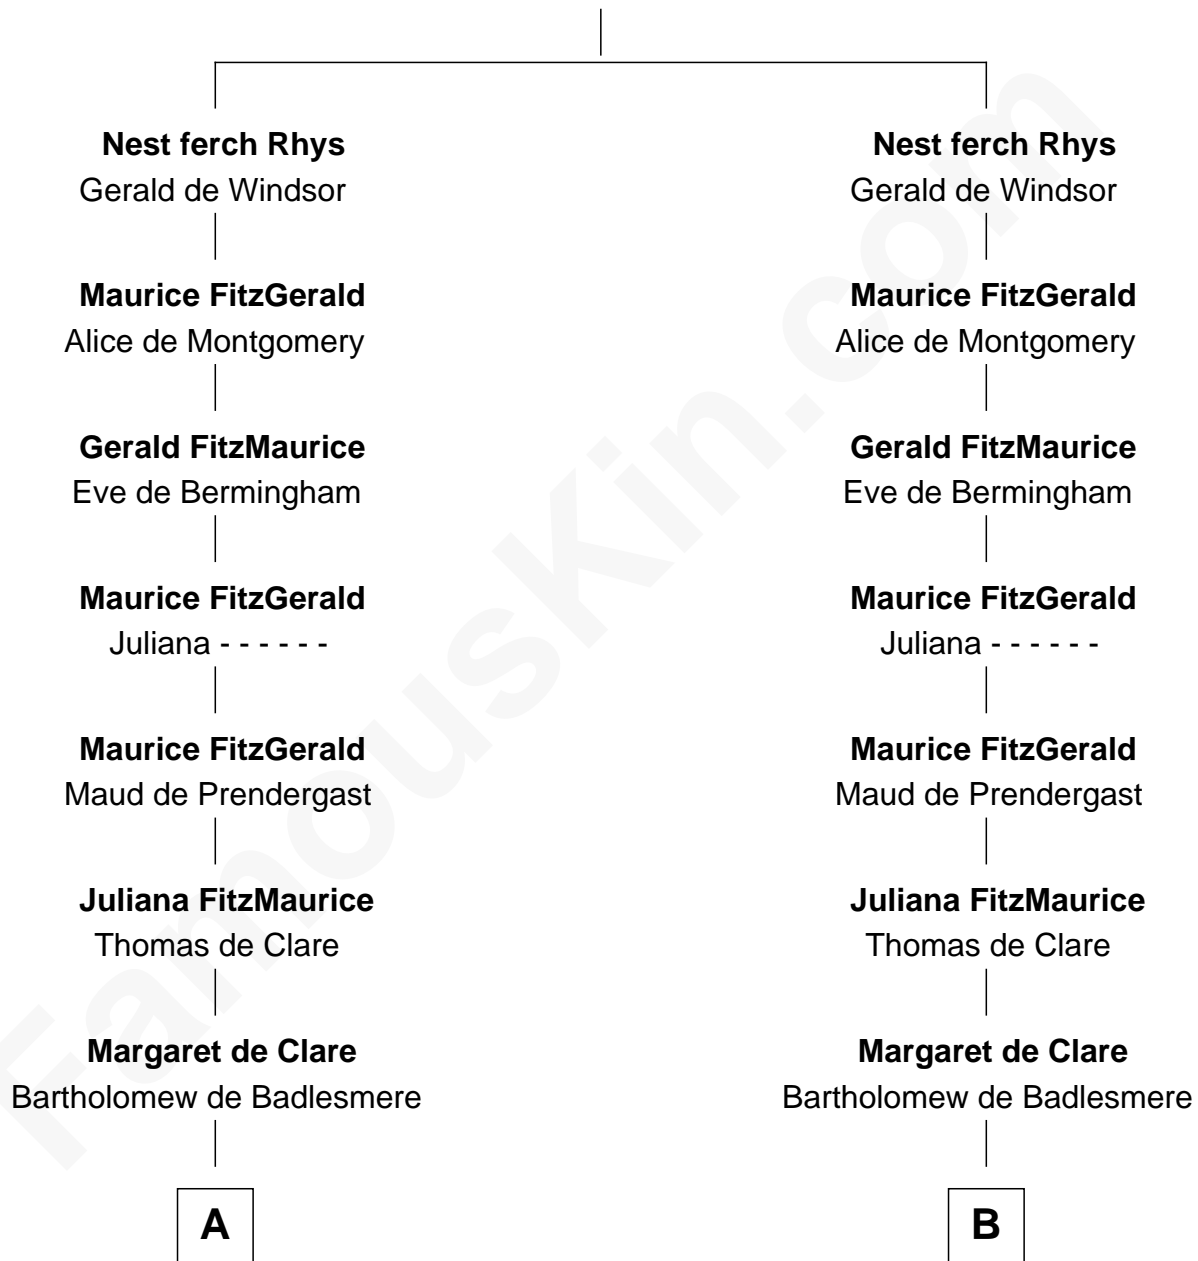 Nest ferch Rhys
Gerald de Windsor
Maurice FitzGerald
Alice de Montgomery
Gerald FitzMaurice
Eve de Bermingham
Maurice FitzGerald
Juliana - - - - - -
Maurice FitzGerald
Maud de Prendergast
Juliana FitzMaurice
Thomas de Clare
Margaret de Clare
Bartholomew de Badlesmere
A
Nest ferch Rhys
Gerald de Windsor
Maurice FitzGerald
Alice de Montgomery
Gerald FitzMaurice
Eve de Bermingham
Maurice FitzGerald
Juliana - - - - - -
Maurice FitzGerald
Maud de Prendergast
Juliana FitzMaurice
Thomas de Clare
Margaret de Clare
Bartholomew de Badlesmere
B
FamousKin.com